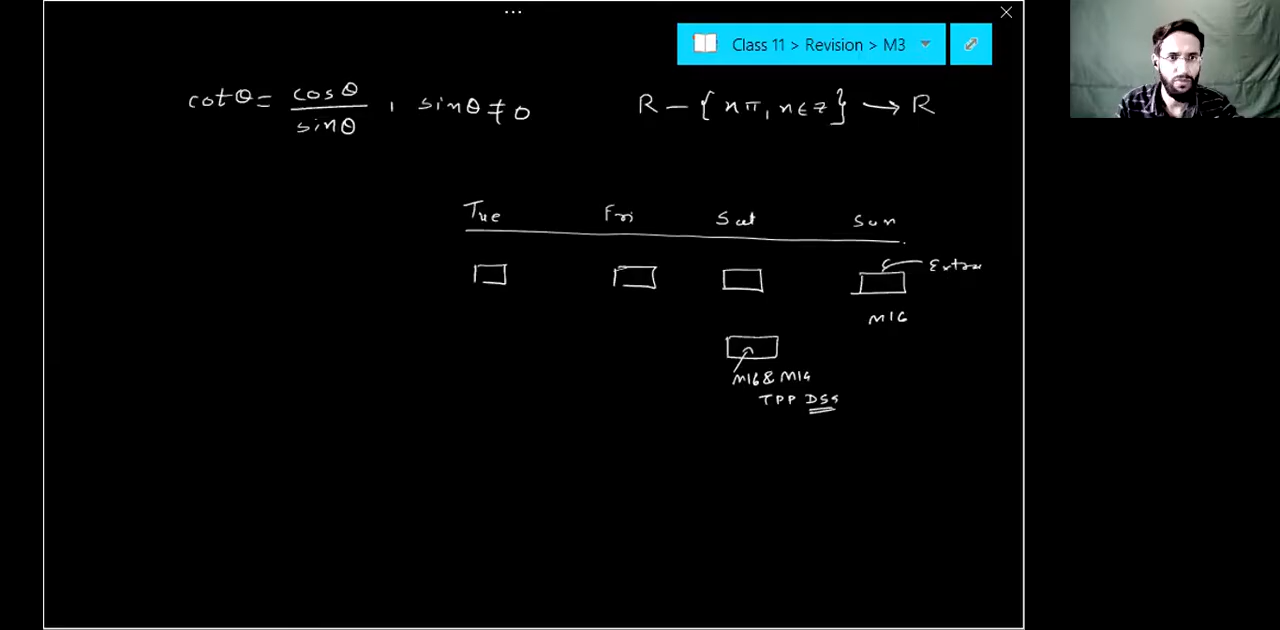 Class 11 > Revision > M3
cotθ = cosθ/sinθ , sinθ ≠ 0 R – {nπ, n∈z} → R
Tue Fri Sat Sun
Extra
M16
M16 & M14
TPP DSS